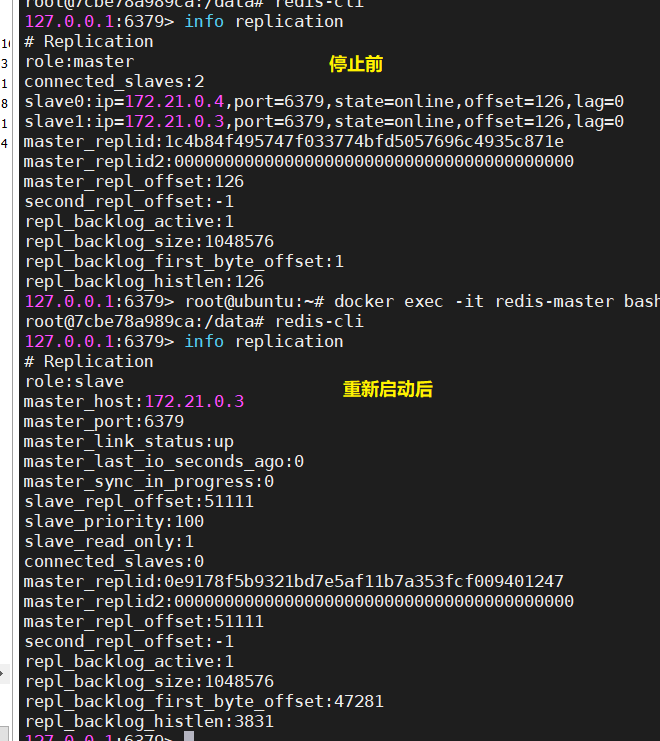 root@7cbe78a989ca:/data# redis-cli
127.0.0.1:6379> info replication
# Replication
role:master
停止前
connected_slaves:2
slave0:ip=172.21.0.4,port=6379,state=online,offset=126,lag=0
slave1:ip=172.21.0.3,port=6379,state=online,offset=126,lag=0
master_replid:1c4b84f495747f033774bfd5057696c4935c871e
master_replid2:0000000000000000000000000000000000000000
master_repl_offset:126
second_repl_offset:-1
repl_backlog_active:1
repl_backlog_size:1048576
repl_backlog_first_byte_offset:1
repl_backlog_histlen:126
127.0.0.1:6379> root@ubuntu:~# docker exec -it redis-master bash
root@7cbe78a989ca:/data# redis-cli
127.0.0.1:6379> info replication
# Replication
role:slave
重新启动后
master_host:172.21.0.3
master_port:6379
master_link_status:up
master_last_io_seconds_ago:0
master_sync_in_progress:0
slave_repl_offset:51111
slave_priority:100
slave_read_only:1
connected_slaves:0
master_replid:0e9178f5b9321bd7e5af11b7a353fcf009401247
master_replid2:0000000000000000000000000000000000000000
master_repl_offset:51111
second_repl_offset:-1
repl_backlog_active:1
repl_backlog_size:1048576
repl_backlog_first_byte_offset:47281
repl_backlog_histlen:3831
127.0.0.1:6379>